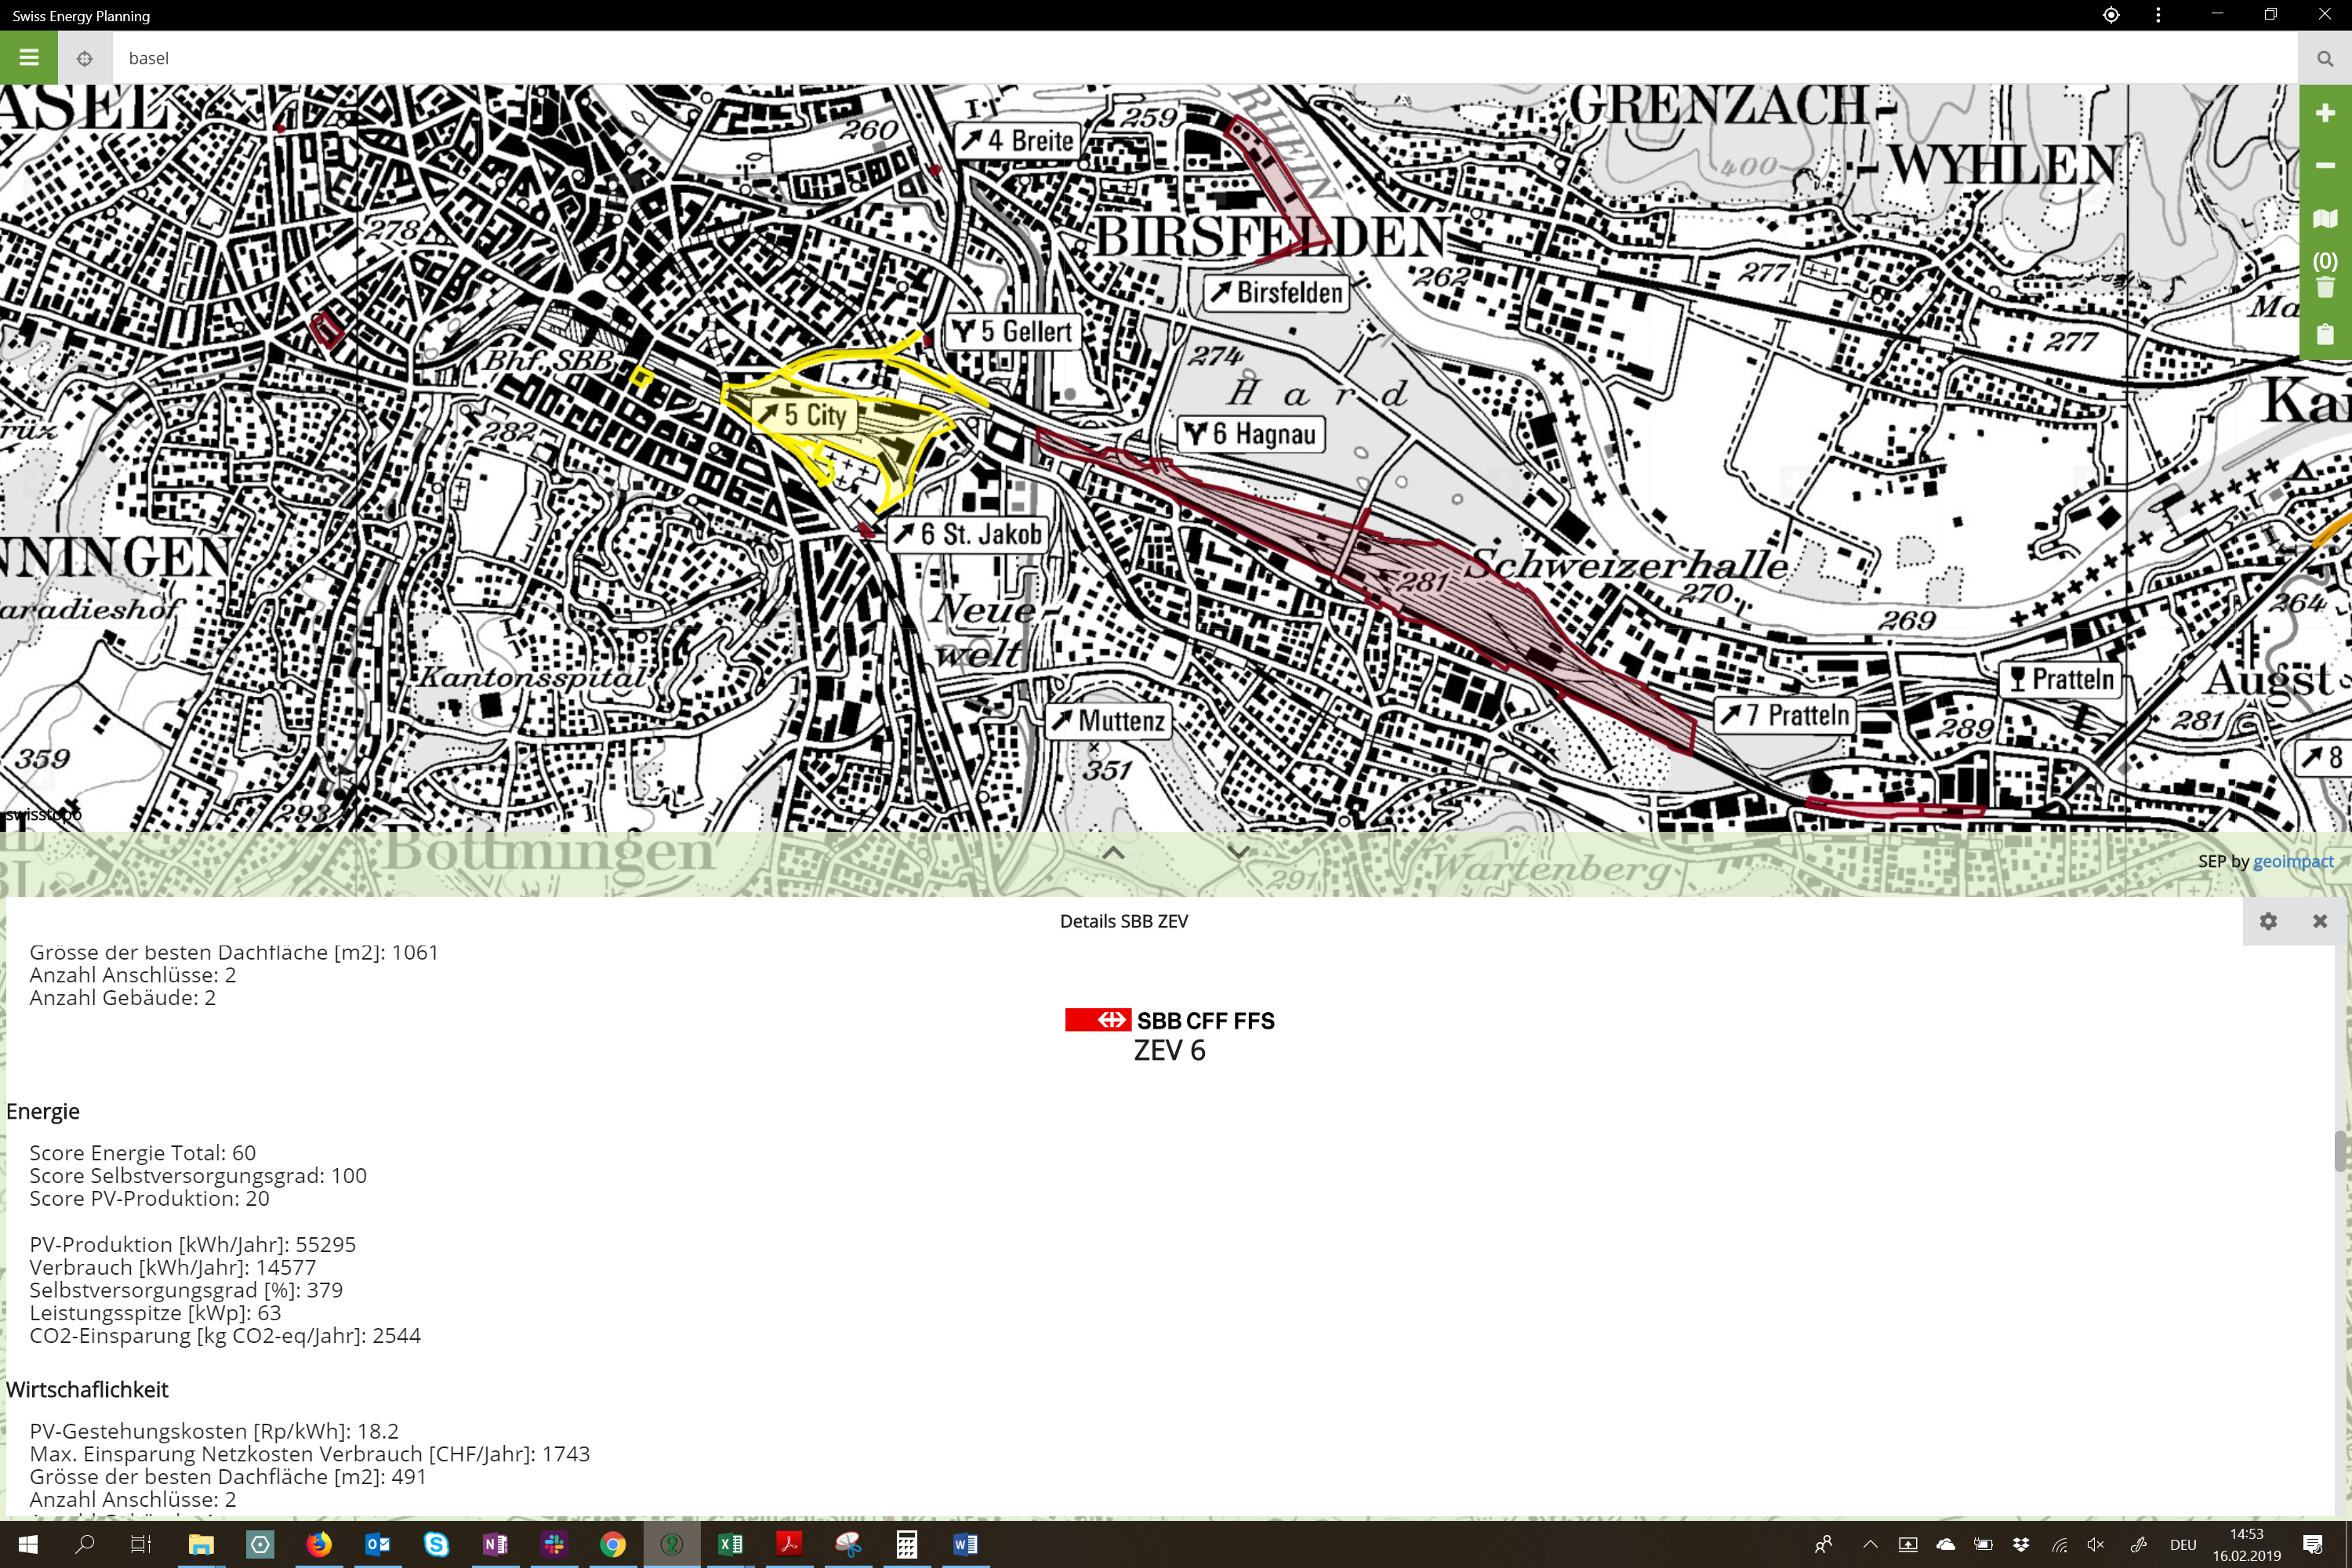 Swiss Energy Planning
basel
ASEL
260
4 Breite
259
RHEIN
GRENZACH-
400
-WYHLEN
278
BIRSFELDEN
262
277
Birsfelden
Bhf. SBB
5 Gellert
274
Hard
277
5 City
282
6 Hagnau
6 St. Jakob
NNINGEN
281
Schweizerhalle
270
aradieshof
Neue-
welt
269
264
Kantonsspital
Pratteln
Augst
Muttenz
7 Pratteln
289
281
359
351
8
293
swisstopo
Bottmingen
291
Wartenberg
(0)
SEP by geoimpact
Details SBB ZEV
Grösse der besten Dachfläche [m2]: 1061
Anzahl Anschlüsse: 2
Anzahl Gebäude: 2
SBB CFF FFS
ZEV 6
Energie
Score Energie Total: 60
Score Selbstversorgungsgrad: 100
Score PV-Produktion: 20
PV-Produktion [kWh/Jahr]: 55295
Verbrauch [kWh/Jahr]: 14577
Selbstversorgungsgrad [%]: 379
Leistungsspitze [kWp]: 63
CO2-Einsparung [kg CO2-eq/Jahr]: 2544
Wirtschaflichkeit
PV-Gestehungskosten [Rp/kWh]: 18.2
Max. Einsparung Netzkosten Verbrauch [CHF/Jahr]: 1743
Grösse der besten Dachfläche [m2]: 491
Anzahl Anschlüsse: 2
DEU
14:53
16.02.2019